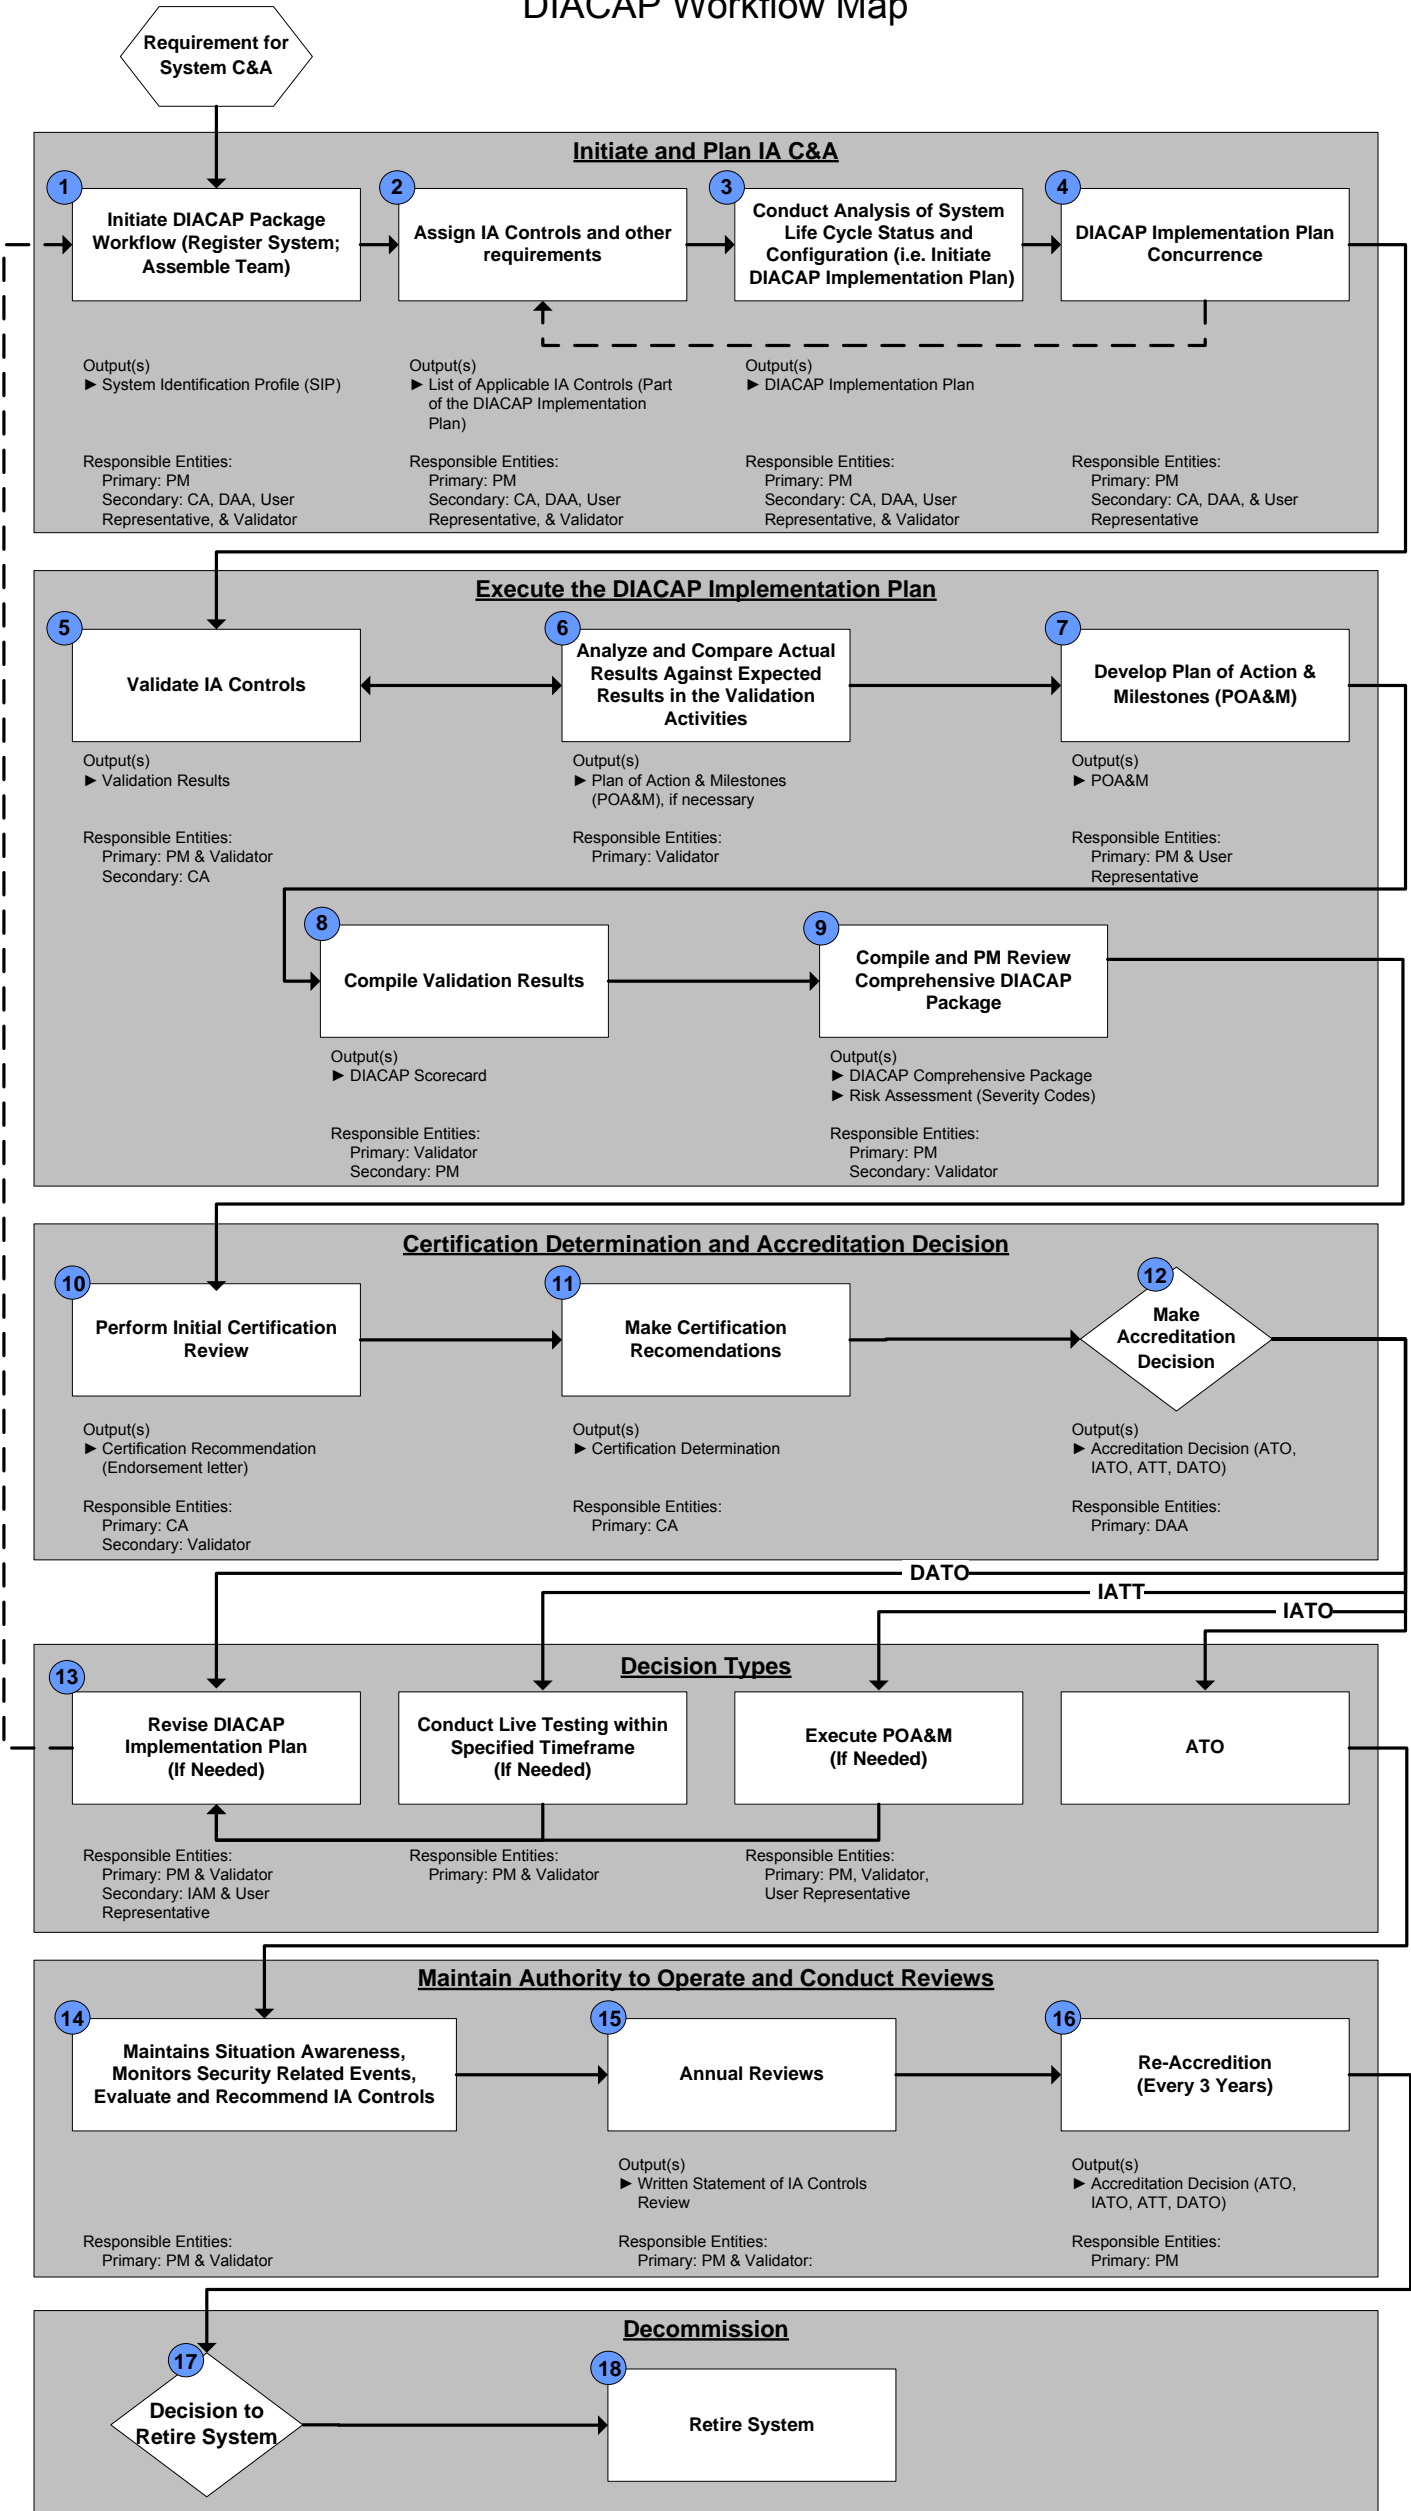 DIACAP Workflow Map
Requirement for
System C&A
Initiate and Plan IA C&A
1
Initiate DIACAP Package
Workflow (Register System;
Assemble Team)
2
Assign IA Controls and other
requirements
3
Conduct Analysis of System
Life Cycle Status and
Configuration (i.e. Initiate
DIACAP Implementation Plan)
4
DIACAP Implementation Plan
Concurrence
Output(s)
► System Identification Profile (SIP)
Responsible Entities:
Primary: PM
Secondary: CA, DAA, User
Representative, & Validator
Output(s)
► List of Applicable IA Controls (Part
of the DIACAP Implementation
Plan)
Responsible Entities:
Primary: PM
Secondary: CA, DAA, User
Representative, & Validator
Output(s)
► DIACAP Implementation Plan
Responsible Entities:
Primary: PM
Secondary: CA, DAA, User
Representative, & Validator
Responsible Entities:
Primary: PM
Secondary: CA, DAA, & User
Representative
Execute the DIACAP Implementation Plan
5
Validate IA Controls
6
Analyze and Compare Actual
Results Against Expected
Results in the Validation
Activities
7
Develop Plan of Action &
Milestones (POA&M)
Output(s)
► Validation Results
Responsible Entities:
Primary: PM & Validator
Secondary: CA
Output(s)
► Plan of Action & Milestones
(POA&M), if necessary
Responsible Entities:
Primary: Validator
Output(s)
► POA&M
Responsible Entities:
Primary: PM & User
Representative
8
Compile Validation Results
9
Compile and PM Review
Comprehensive DIACAP
Package
Output(s)
► DIACAP Scorecard
Responsible Entities:
Primary: Validator
Secondary: PM
Output(s)
► DIACAP Comprehensive Package
► Risk Assessment (Severity Codes)
Responsible Entities:
Primary: PM
Secondary: Validator
Certification Determination and Accreditation Decision
10
Perform Initial Certification
Review
11
Make Certification
Recomendations
12
Make
Accreditation
Decision
Output(s)
► Certification Recommendation
(Endorsement letter)
Responsible Entities:
Primary: CA
Secondary: Validator
Output(s)
► Certification Determination
Responsible Entities:
Primary: CA
Output(s)
► Accreditation Decision (ATO,
IATO, ATT, DATO)
Responsible Entities:
Primary: DAA
DATO
IATT
IATO
Decision Types
13
Revise DIACAP
Implementation Plan
(If Needed)
Conduct Live Testing within
Specified Timeframe
(If Needed)
Execute POA&M
(If Needed)
ATO
Responsible Entities:
Primary: PM & Validator
Secondary: IAM & User
Representative
Responsible Entities:
Primary: PM & Validator
Responsible Entities:
Primary: PM, Validator,
User Representative
Maintain Authority to Operate and Conduct Reviews
14
Maintains Situation Awareness,
Monitors Security Related Events,
Evaluate and Recommend IA Controls
15
Annual Reviews
16
Re-Accredition
(Every 3 Years)
Responsible Entities:
Primary: PM & Validator
Output(s)
► Written Statement of IA Controls
Review
Responsible Entities:
Primary: PM & Validator:
Output(s)
► Accreditation Decision (ATO,
IATO, ATT, DATO)
Responsible Entities:
Primary: PM
Decommission
17
Decision to
Retire System
18
Retire System